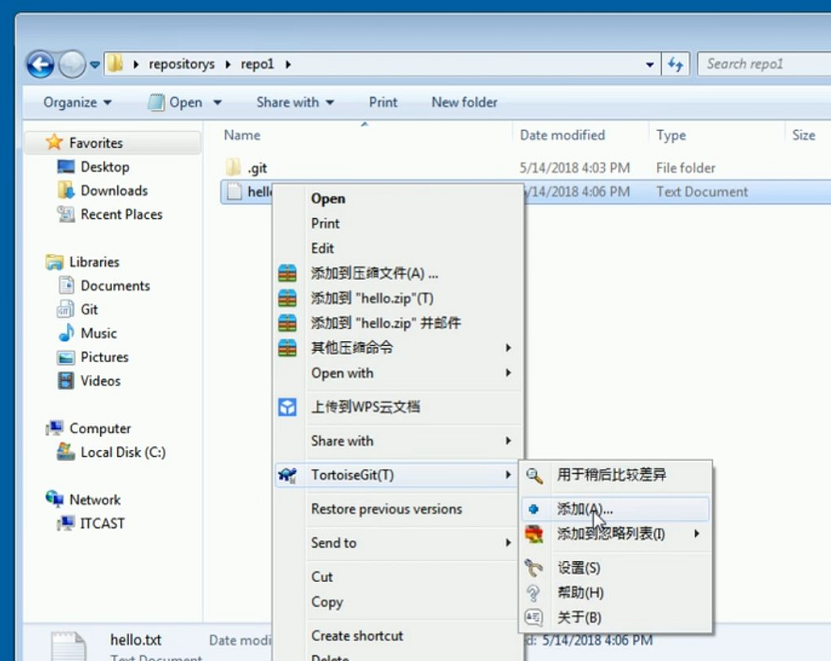 repositorys repo1
Search repo1
Organize Open Share with Print New folder
Name Date modified Type Size
Favorites
Desktop
Downloads
Recent Places
Libraries
Documents
Git
Music
Pictures
Videos
Computer
Local Disk (C:)
Network
ITCAST
.git 5/14/2018 4:03 PM File folder
hell 5/14/2018 4:06 PM Text Document
Open
Print
Edit
添加到压缩文件(A) ...
添加到 "hello.zip"(T)
添加到 "hello.zip" 并邮件
其他压缩命令
Open with
上传到WPS云文档
Share with
TortoiseGit(T)
Restore previous versions
Send to
Cut
Copy
Create shortcut
Delete
用于稍后比较差异
添加(A)...
添加到忽略列表(I)
设置(S)
帮助(H)
关于(B)
hello.txt Date modi d: 5/14/2018 4:06 PM
Text Document